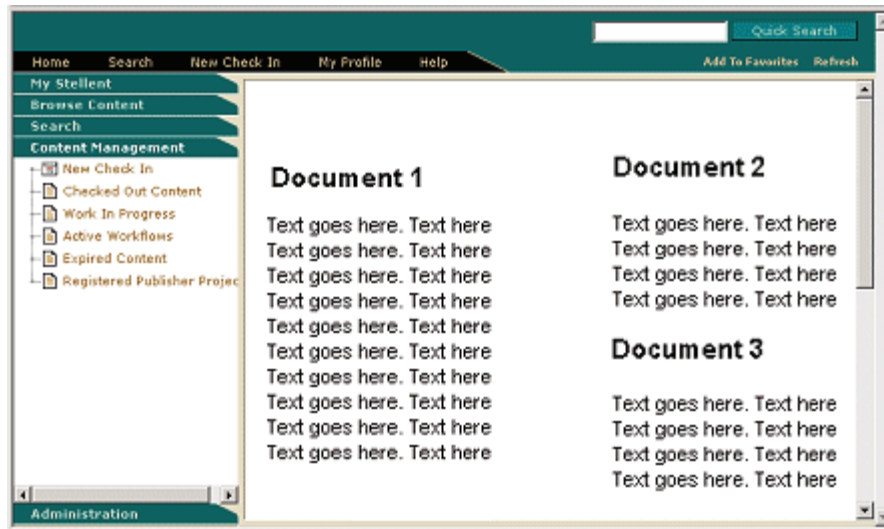 Quick Search
Home Search New Check In My Profile Help Add To Favorites Refresh
My Stellent
Browse Content
Search
Content Management
New Check In
Checked Out Content
Work In Progress
Active Workflows
Expired Content
Registered Publisher Projec
Administration
Document 1
Text goes here. Text here
Text goes here. Text here
Text goes here. Text here
Text goes here. Text here
Text goes here. Text here
Text goes here. Text here
Text goes here. Text here
Text goes here. Text here
Text goes here. Text here
Text goes here. Text here
Document 2
Text goes here. Text here
Text goes here. Text here
Text goes here. Text here
Text goes here. Text here
Document 3
Text goes here. Text here
Text goes here. Text here
Text goes here. Text here
Text goes here. Text here